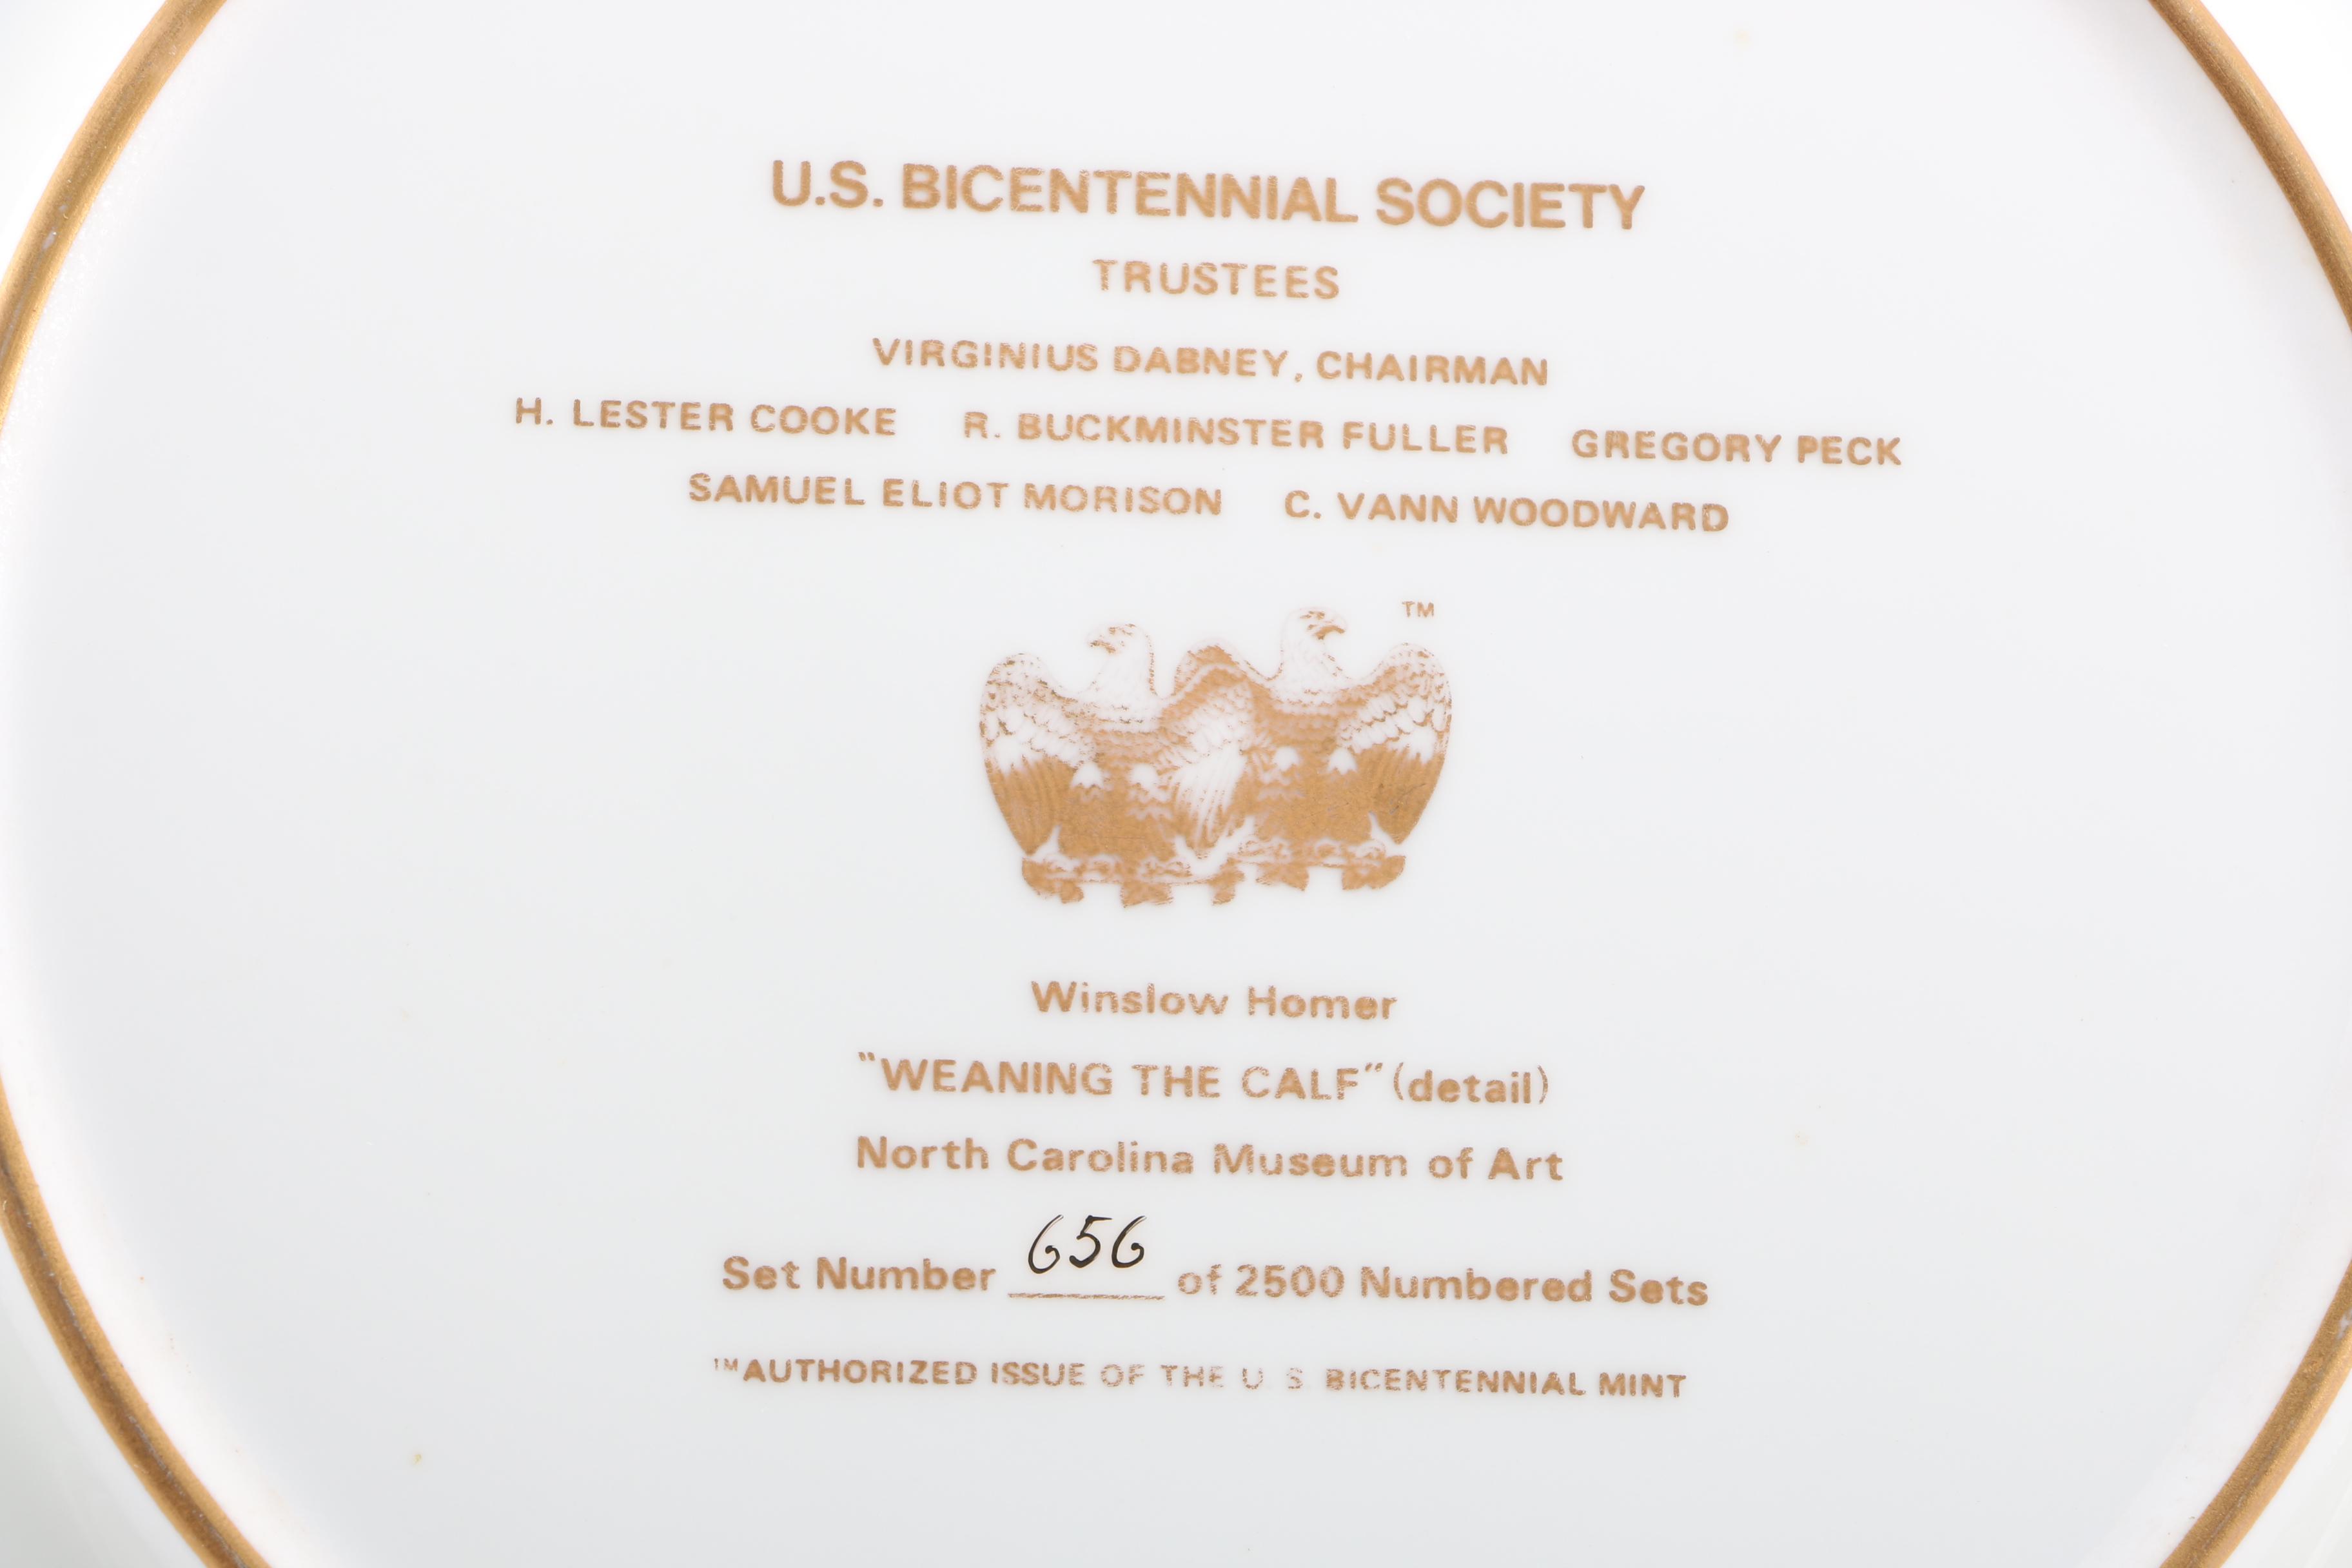 U.S. BICENTENNIAL SOCIETY
TRUSTEES
VIRGINIUS DABNEY, CHAIRMAN
H. LESTER COOKE R. BUCKMINSTER FULLER GREGORY PECK
SAMUEL ELIOT MORISON C. VANN WOODWARD
TM
Winslow Homer
"WEANING THE CALF" (detail)
North Carolina Museum of Art
Set Number 656 of 2500 Numbered Sets
TM AUTHORIZED ISSUE OF THE U S BICENTENNIAL MINT